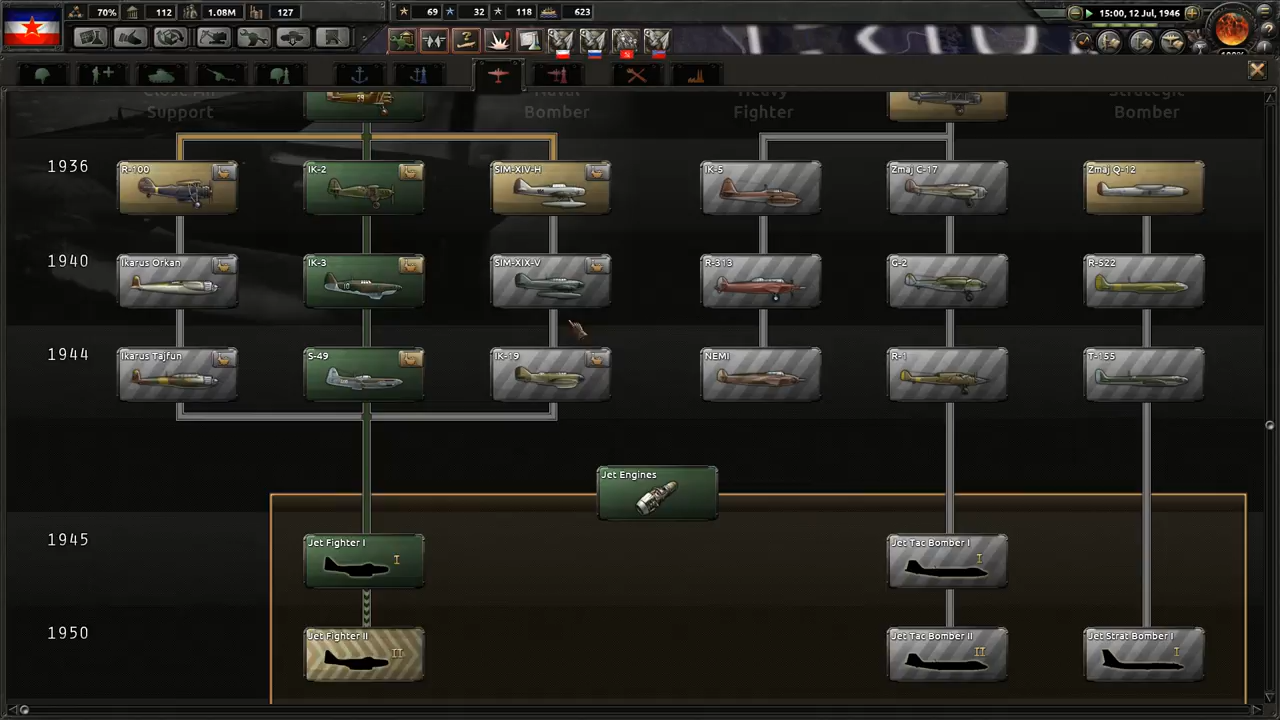 70% 112 1.08M 127 69 32 118 623 15:00, 12 Jul, 1946
100%
Close Air Support
Naval Bomber
Heavy Fighter
Strategic Bomber
1936
R-100
IK-2
SIM-XIV-H
IK-5
Zmaj C-17
Zmaj Q-12
1940
Ikarus Orkan
IK-3
SIM-XIX-V
R-313
G-2
R-522
1944
Ikarus Tajfun
S-49
IK-19
NEMI
R-1
T-155
Jet Engines
1945
Jet Fighter I
I
Jet Tac Bomber I
I
1950
Jet Fighter II
II
Jet Tac Bomber II
II
Jet Strat Bomber I
I